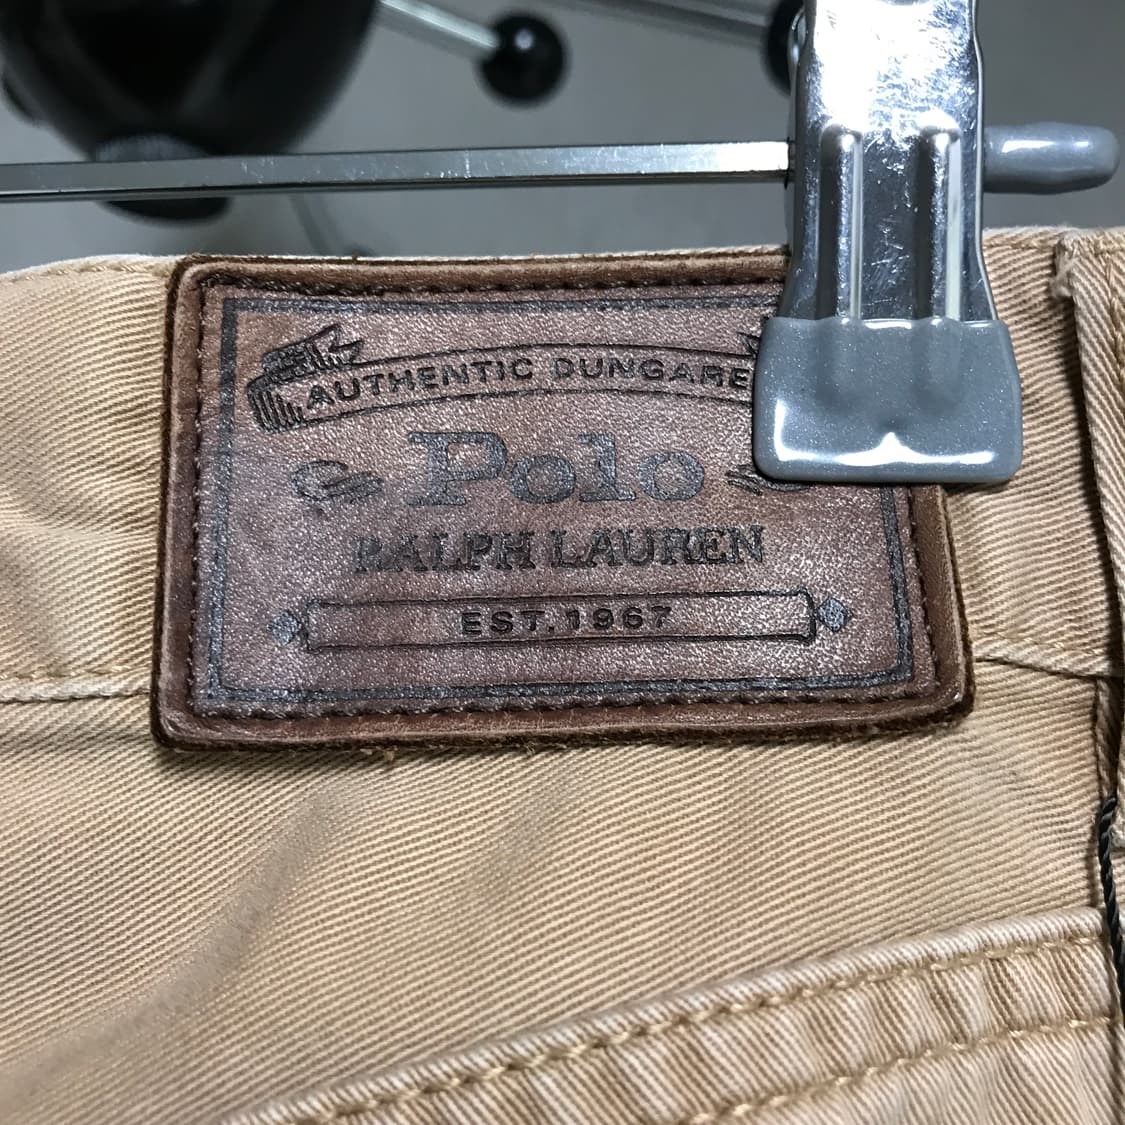 AUTHENTIC DUNGARE
Polo
RALPH LAUREN
EST. 1967